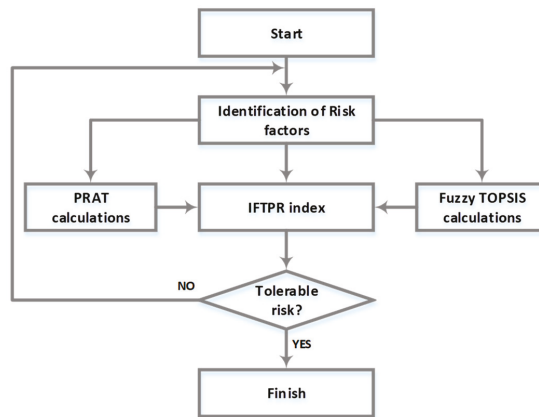 Start
Identification of Risk
factors
PRAT
calculations
IFTPR index
Fuzzy TOPSIS
calculations
NO
Tolerable
risk?
YES
Finish